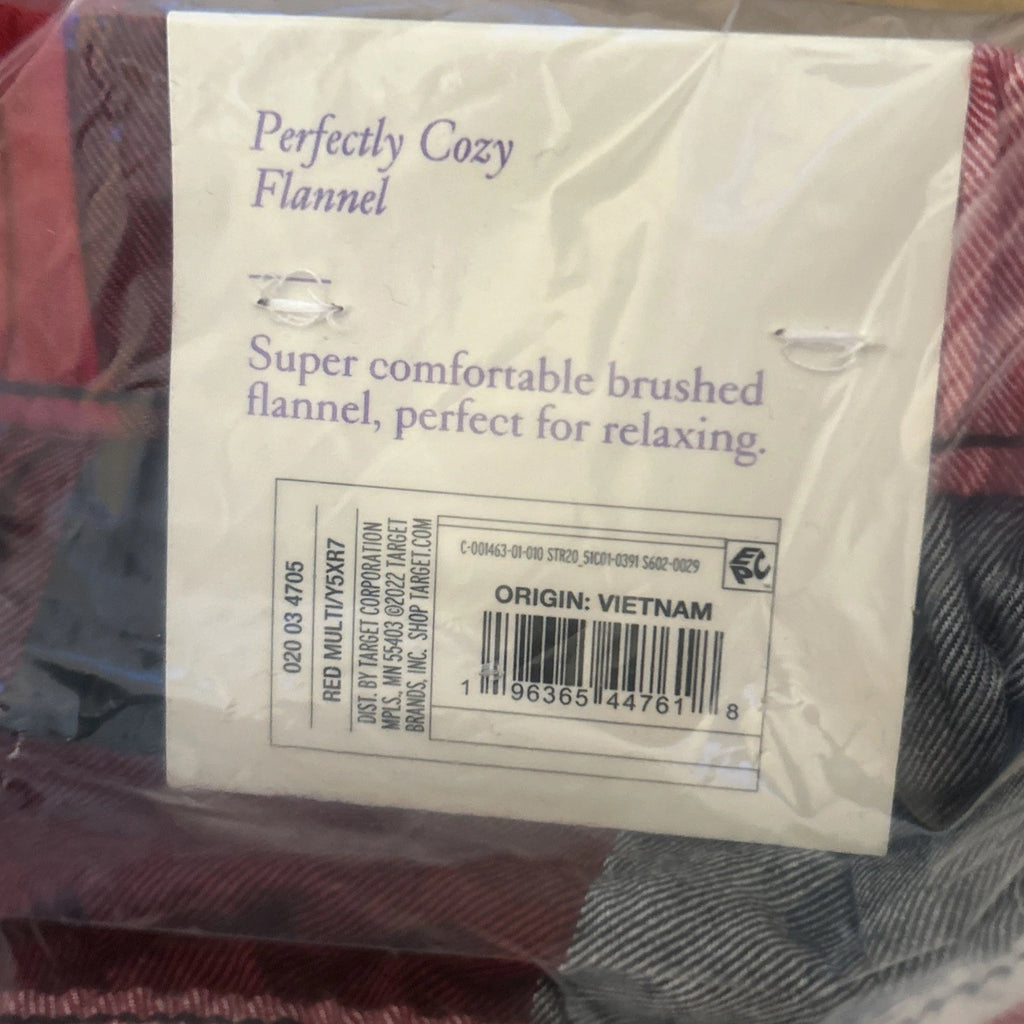 Perfectly Cozy
Flannel
Super comfortable brushed
flannel, perfect for relaxing.
020 03 4705
RED MULTI/Y5XR7
DIST. BY TARGET CORPORATION
MPLS., MN 55403 ©2022 TARGET
BRANDS, INC. SHOP TARGET.COM
C-001463-01-010 STR20_51C01-0391 S602-0029
EPC
ORIGIN: VIETNAM
1 96365 44761 8